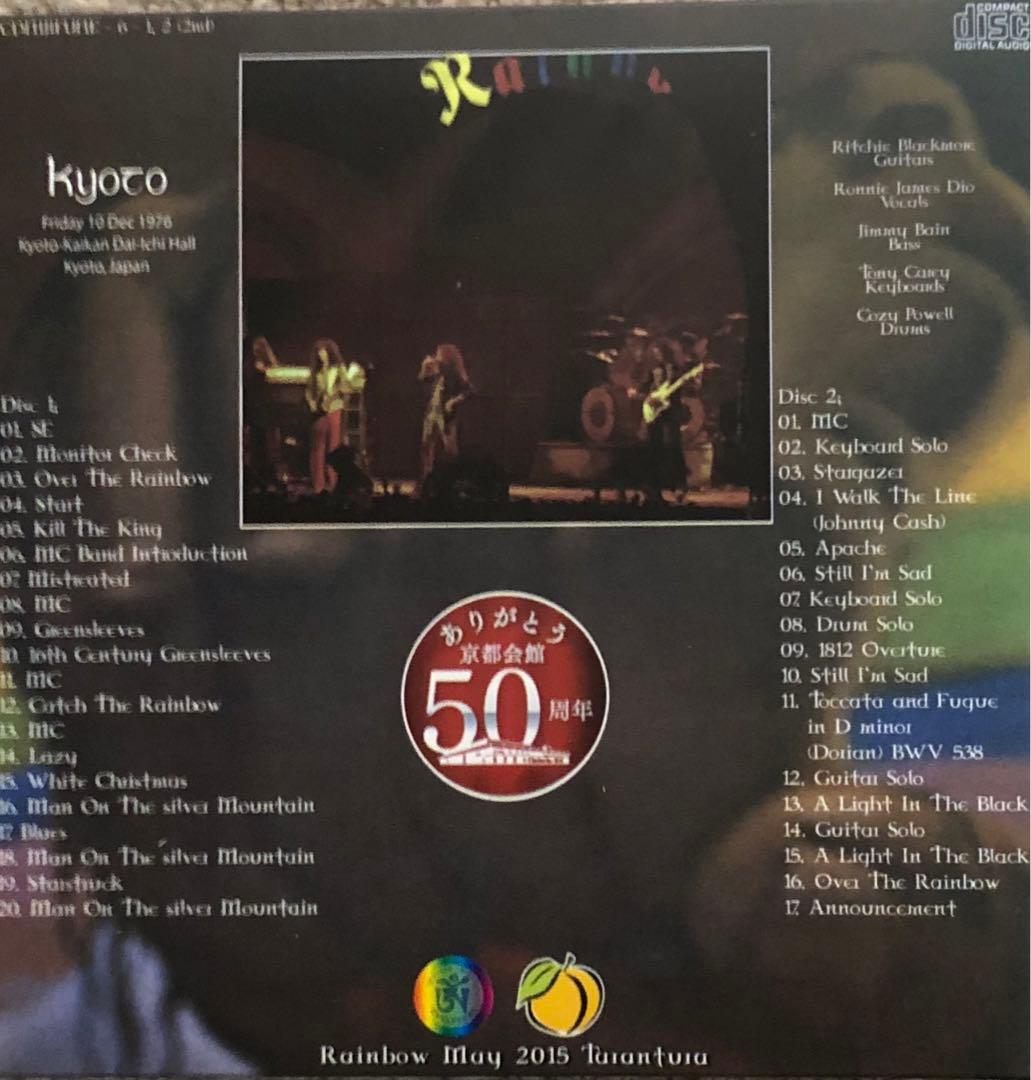 COMPACT
disc
DIGITAL AUDIO
Kyoto
Friday 10 Dec 1976
Kyoto-Kaikan Dai-Ichi Hall
Kyoto, Japan
Ritchie Blackmore
Guitars
Ronnie James Dio
Vocals
Jimmy Bain
Bass
Tony Carey
Keyboards
Cozy Powell
Drums
Disc 1;
01. SE
02. Monitor Check
03. Over The Rainbow
04. Start
05. Kill The King
06. MC Band Introduction
07. Mistreated
08. MC
09. Greensleeves
10. 16th Century Greensleeves
11. MC
12. Catch The Rainbow
13. MC
14. Lazy
15. White Christmas
16. Man On The silver Mountain
17. Blues
18. Man On The silver Mountain
19. Starstruck
20. Man On The silver Mountain
Disc 2;
01. MC
02. Keyboard Solo
03. Stargazer
04. I Walk The Line
(Johnny Cash)
05. Apache
06. Still I'm Sad
07. Keyboard Solo
08. Drum Solo
09. 1812 Overture
10. Still I'm Sad
11. Toccata and Fugue
in D minor
(Dorian) BWV 538
12. Guitar Solo
13. A Light In The Black
14. Guitar Solo
15. A Light In The Black
16. Over The Rainbow
17. Announcement
ありがとう
京都会館
50周年
Rainbow May 2015 Tarantura